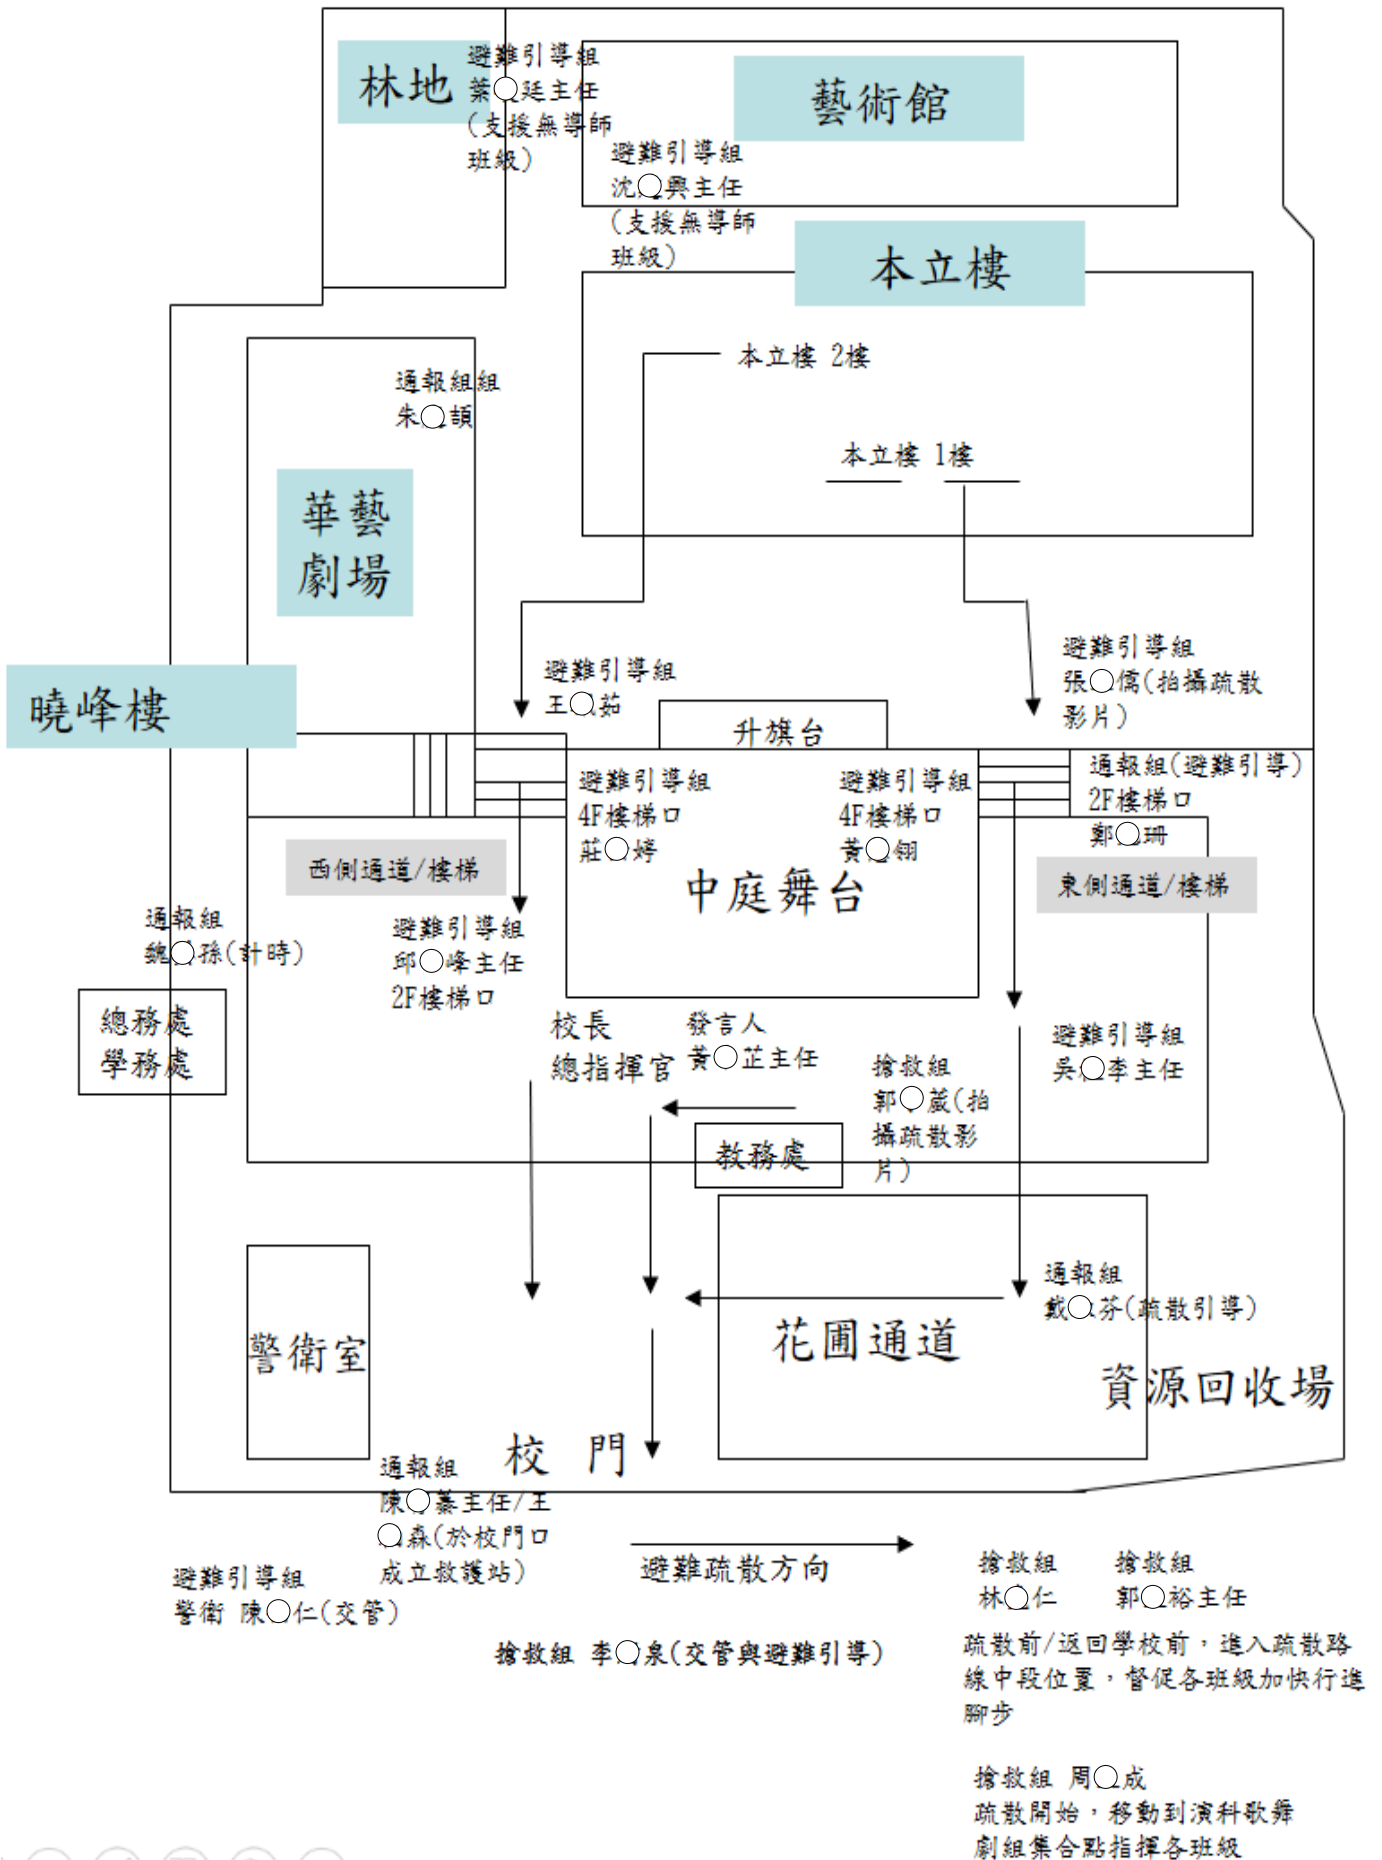 林地
避難引導組
葉○廷主任
(支援無導師
班級)
藝術館
避難引導組
沈○興主任
(支援無導師
班級)
本立樓
本立樓 2樓
本立樓 1樓
通報組組
朱○頡
華藝
劇場
曉峰樓
避難引導組
王○茹
避難引導組
張○儒(拍攝疏散
影片)
升旗台
避難引導組
4F樓梯口
莊○婷
避難引導組
4F樓梯口
黃○翎
通報組(避難引導)
2F樓梯口
鄭○珊
中庭舞台
西側通道/樓梯
東側通道/樓梯
通報組
魏○孫(計時)
避難引導組
邱○峰主任
2F樓梯口
總務處
學務處
校長
總指揮官
發言人
黃○芷主任
搶救組
郭○葳(拍
攝疏散影
片)
避難引導組
吳○李主任
教務處
通報組
戴○芬(疏散引導)
花圃通道
警衛室
資源回收場
校 門
通報組
陳○蓁主任/王
○森(於校門口
成立救護站)
避難疏散方向
避難引導組
警衛 陳○仁(交管)
搶救組 李○泉(交管與避難引導)
搶救組
林○仁
搶救組
郭○裕主任
疏散前/返回學校前，進入疏散路
線中段位置，督促各班級加快行進
腳步
搶救組 周○成
疏散開始，移動到演科歌舞
劇組集合點指揮各班級